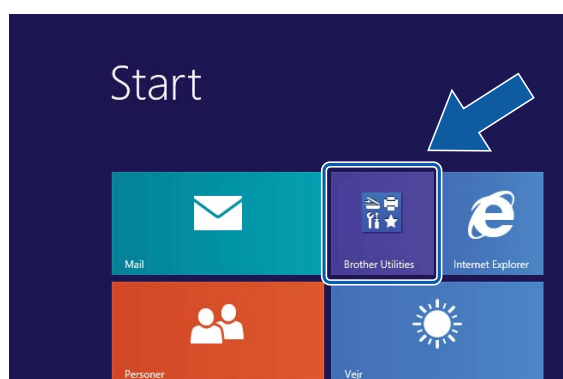 Start
Mail
Brother Utilities
Internet Explorer
Personer
Vejr